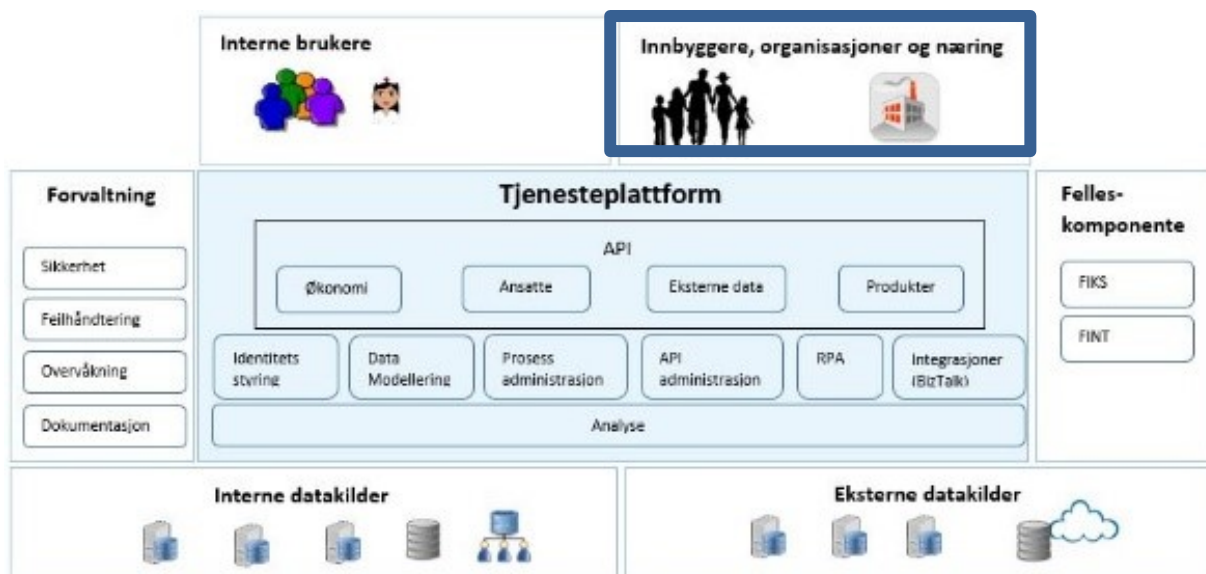 Interne brukere
Innbyggere, organisasjoner og næring
Forvaltning
Sikkerhet
Feilhåndtering
Overvåkning
Dokumentasjon
Tjenesteplattform
API
Økonomi
Ansatte
Eksterne data
Produkter
Identitets
styring
Data
Modellering
Prosess
administrasjon
API
administrasjon
RPA
Integrasjoner
(BizTalk)
Analyse
Felles-
komponente
FIKS
FINT
Interne datakilder
Eksterne datakilder